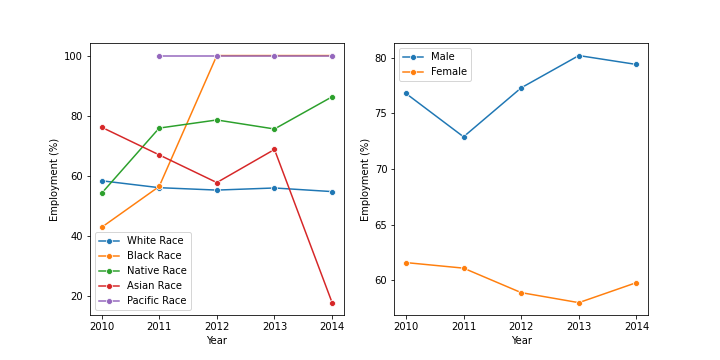 Employment (%)
100
80
60
40
20
White Race
Black Race
Native Race
Asian Race
Pacific Race
2010 2011 2012 2013 2014
Year
Employment (%)
80
75
70
65
60
Male
Female
2010 2011 2012 2013 2014
Year